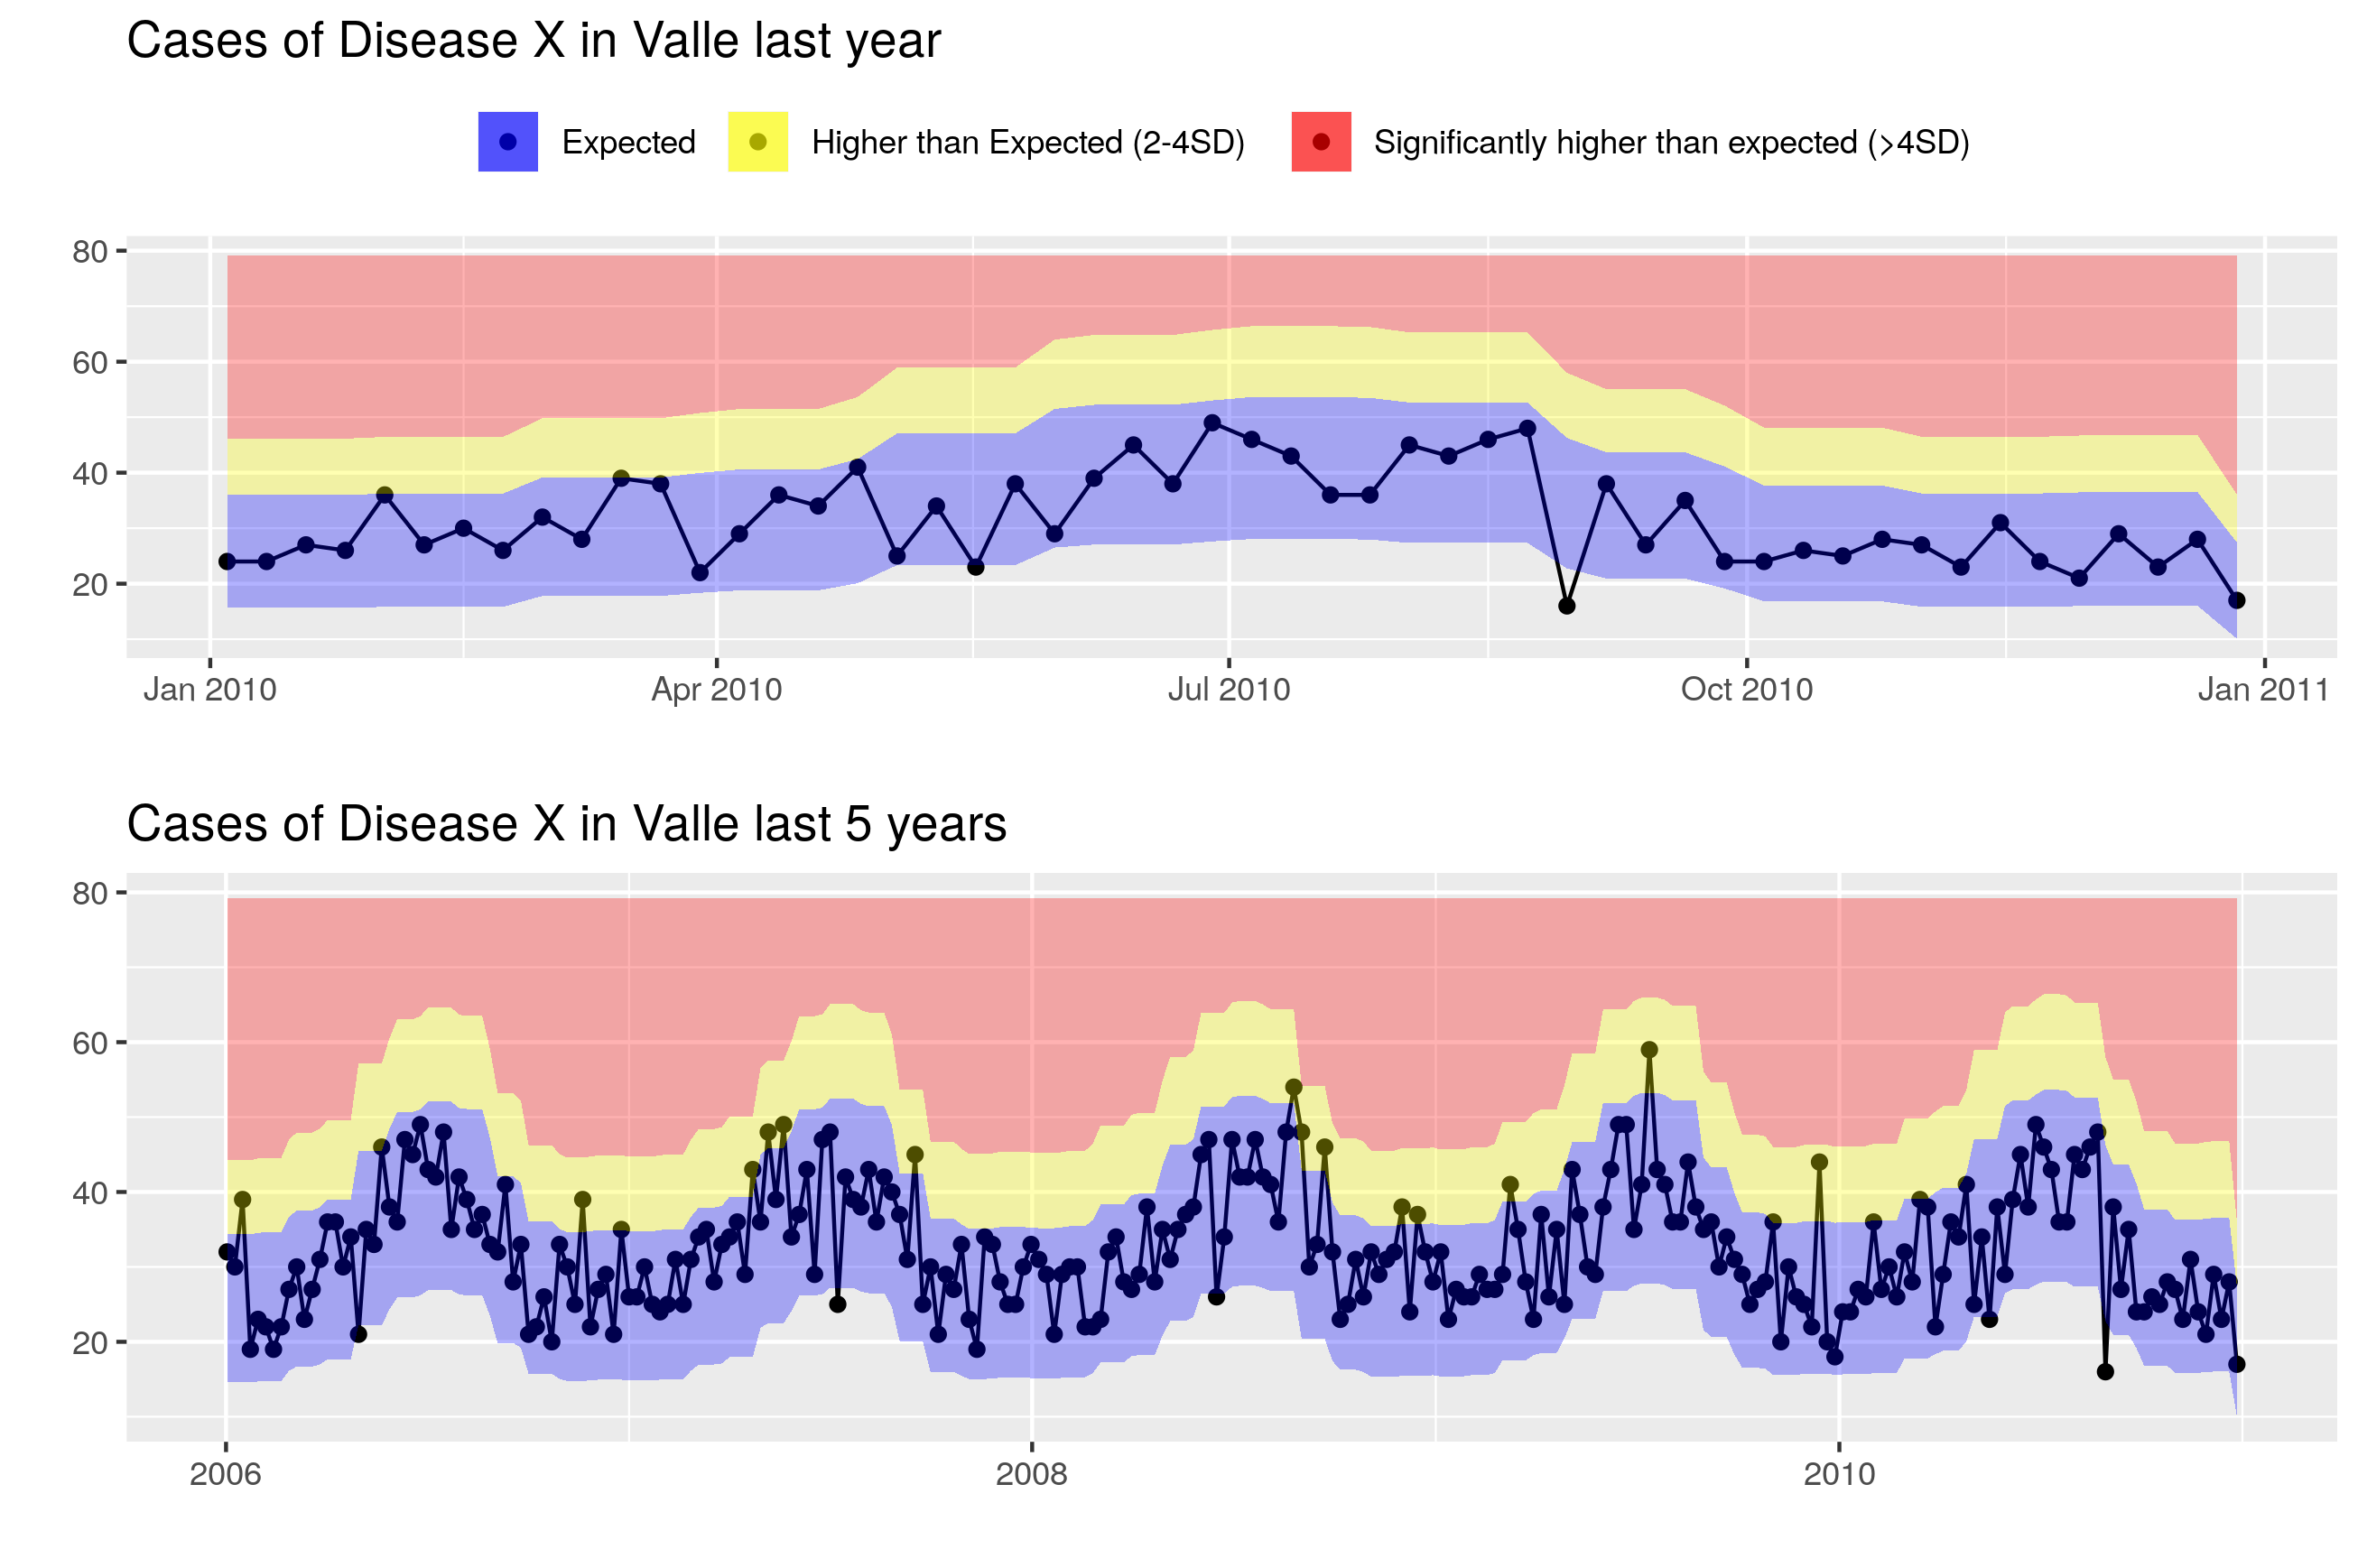 Cases of Disease X in Valle last year
Expected Higher than Expected (2-4SD) Significantly higher than expected (>4SD)
80
60
40
20
Jan 2010 Apr 2010 Jul 2010 Oct 2010 Jan 2011
Cases of Disease X in Valle last 5 years
80
60
40
20
2006 2008 2010